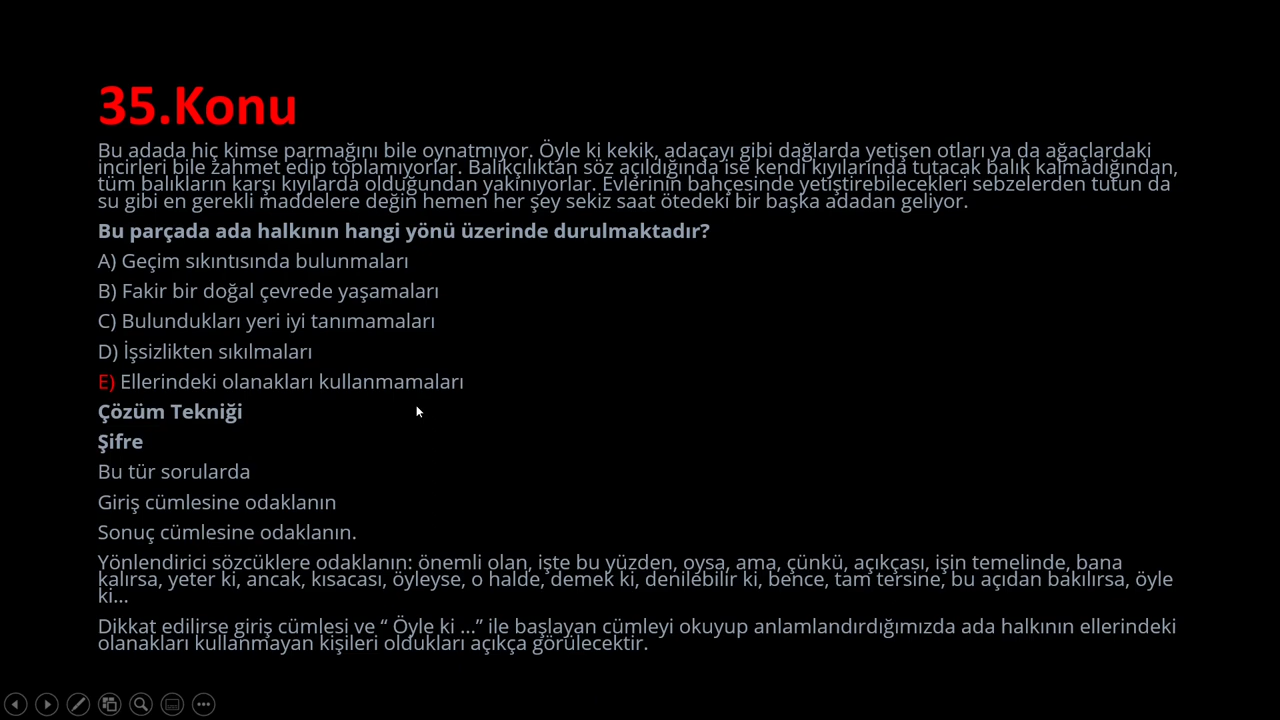 35.Konu
Bu adada hiç kimse parmağını bile oynatmıyor. Öyle ki kekik, adaçayı gibi dağlarda yetişen otları ya da ağaçlardaki
incirleri bile zahmet edip toplamıyorlar. Balıkçılıktan söz açıldığında ise kendi kıyılarında tutacak balık kalmadığından,
tüm balıkların karşı kıyılarda olduğundan yakınıyorlar. Evlerinin bahçesinde yetiştirebilecekleri sebzelerden tutun da
su gibi en gerekli maddelere değin hemen her şey sekiz saat ötedeki bir başka adadan geliyor.
Bu parçada ada halkının hangi yönü üzerinde durulmaktadır?
A) Geçim sıkıntısında bulunmaları
B) Fakir bir doğal çevrede yaşamaları
C) Bulundukları yeri iyi tanımamaları
D) İşsizlikten sıkılmaları
E) Ellerindeki olanakları kullanmamaları
Çözüm Tekniği
Şifre
Bu tür sorularda
Giriş cümlesine odaklanın
Sonuç cümlesine odaklanın.
Yönlendirici sözcüklere odaklanın: önemli olan, işte bu yüzden, oysa, ama, çünkü, açıkçası, işin temelinde, bana
kalırsa, yeter ki, ancak, kısacası, öyleyse, o halde, demek ki, denilebilir ki, bence, tam tersine, bu açıdan bakılırsa, öyle
ki…
Dikkat edilirse giriş cümlesi ve “ Öyle ki …” ile başlayan cümleyi okuyup anlamlandırdığımızda ada halkının ellerindeki
olanakları kullanmayan kişileri oldukları açıkça görülecektir.